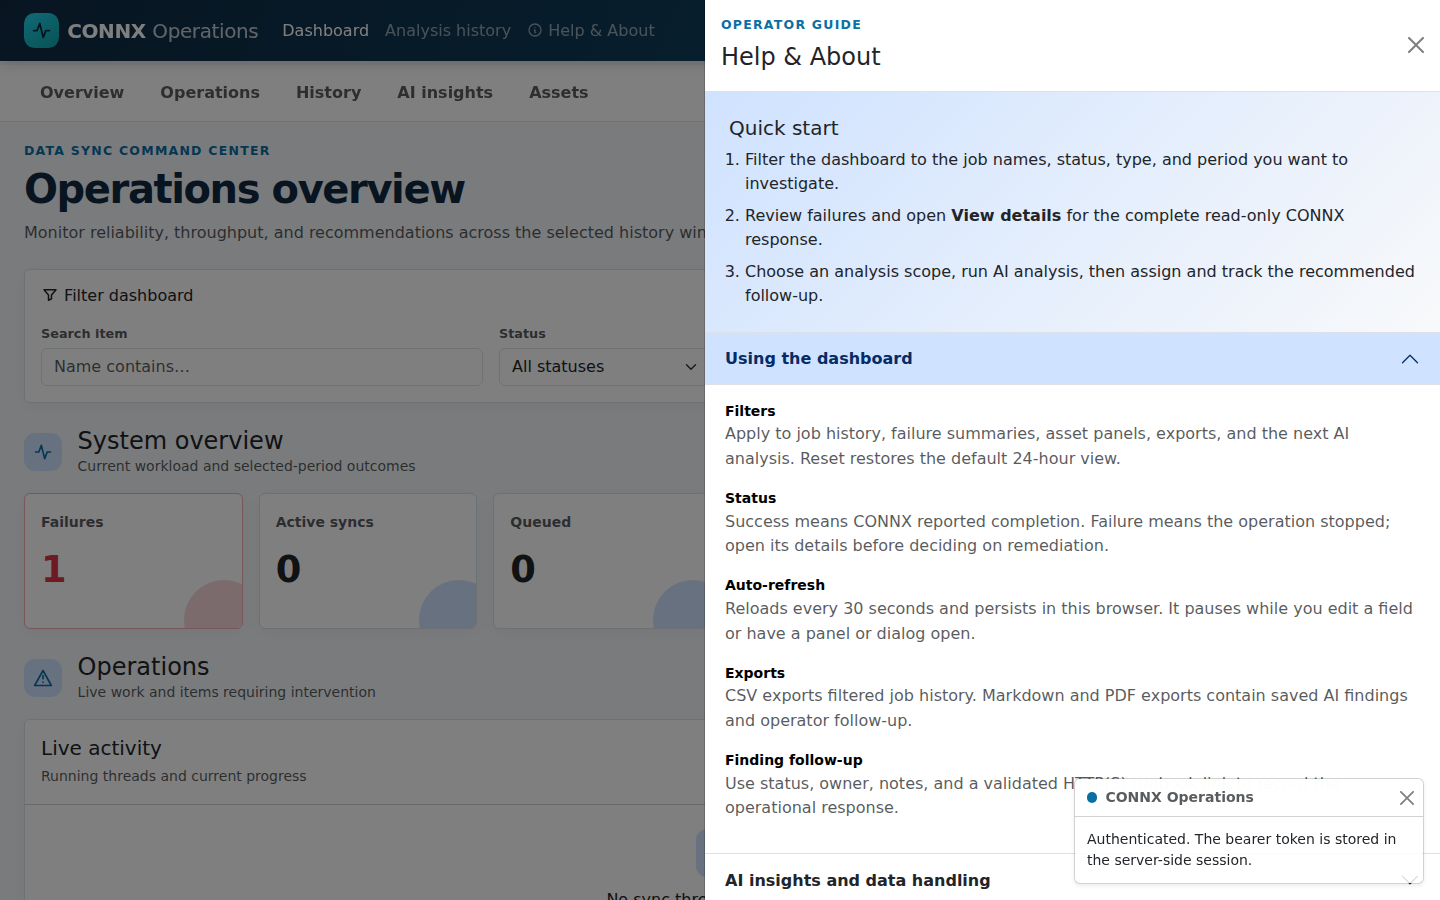 CONNX Operations
Dashboard
Analysis history
Help & About
Overview
Operations
History
AI insights
Assets
DATA SYNC COMMAND CENTER
Operations overview
Monitor reliability, throughput, and recommendations across the selected history win
Filter dashboard
Search item
Status
Name contains...
All statuses
System overview
Current workload and selected-period outcomes
Failures
Active syncs
Queued
1
0
0
Operations
Live work and items requiring intervention
Live activity
Running threads and current progress
No sync thre
OPERATOR GUIDE
Help & About
Quick start
1. Filter the dashboard to the job names, status, type, and period you want to
investigate.
2. Review failures and open View details for the complete read-only CONNX
response.
3. Choose an analysis scope, run AI analysis, then assign and track the recommended
follow-up.
Using the dashboard
Filters
Apply to job history, failure summaries, asset panels, exports, and the next AI
analysis. Reset restores the default 24-hour view.
Status
Success means CONNX reported completion. Failure means the operation stopped;
open its details before deciding on remediation.
Auto-refresh
Reloads every 30 seconds and persists in this browser. It pauses while you edit a field
or have a panel or dialog open.
Exports
CSV exports filtered job history. Markdown and PDF exports contain saved AI findings
and operator follow-up.
Finding follow-up
Use status, owner, notes, and a validated
operational response.
AI insights and data handling
CONNX Operations
Authenticated. The bearer token is stored in
the server-side session.